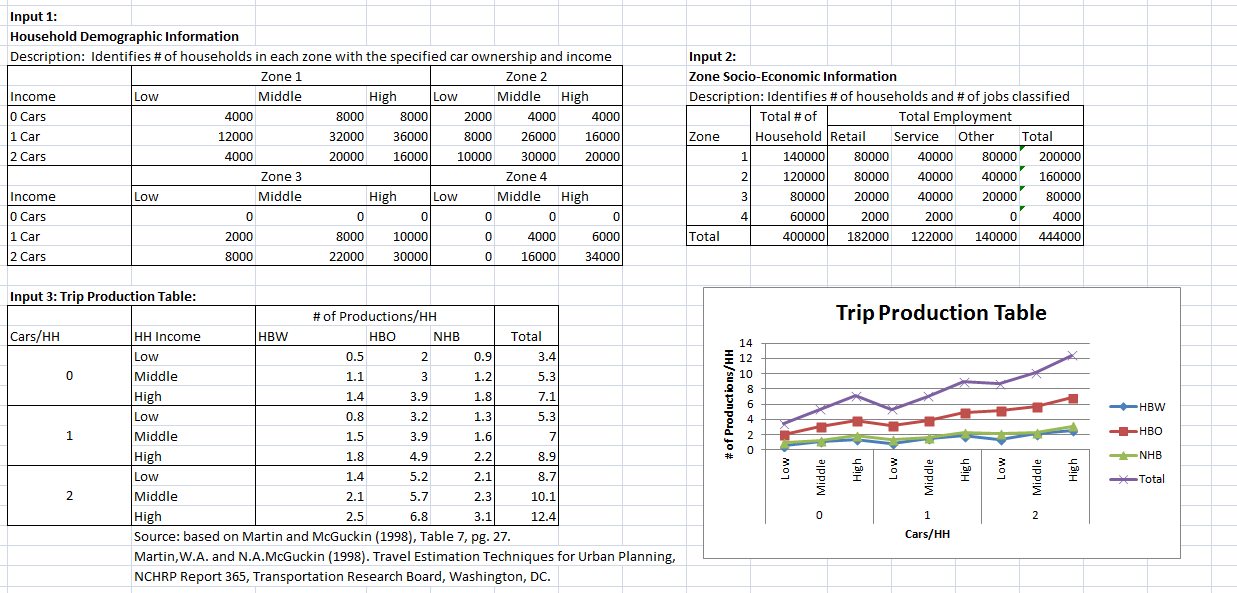 Input 1:
Household Demographic Information
Description: Identifies # of households in each zone with the specified car ownership and income
Zone 1 Zone 2
Income Low Middle High Low Middle High
0 Cars 4000 8000 8000 2000 4000 4000
1 Car 12000 32000 36000 8000 26000 16000
2 Cars 4000 20000 16000 10000 30000 20000
Zone 3 Zone 4
Income Low Middle High Low Middle High
0 Cars 0 0 0 0 0 0
1 Car 2000 8000 10000 0 4000 6000
2 Cars 8000 22000 30000 0 16000 34000
Input 2:
Zone Socio-Economic Information
Description: Identifies # of households and # of jobs classified
Total # of Total Employment
Zone Household Retail Service Other Total
1 140000 80000 40000 80000 200000
2 120000 80000 40000 40000 160000
3 80000 20000 40000 20000 80000
4 60000 2000 2000 0 4000
Total 400000 182000 122000 140000 444000
Input 3: Trip Production Table:
# of Productions/HH
Cars/HH HH Income HBW HBO NHB Total
Low 0.5 2 0.9 3.4
0 Middle 1.1 3 1.2 5.3
High 1.4 3.9 1.8 7.1
Low 0.8 3.2 1.3 5.3
1 Middle 1.5 3.9 1.6 7
High 1.8 4.9 2.2 8.9
Low 1.4 5.2 2.1 8.7
2 Middle 2.1 5.7 2.3 10.1
High 2.5 6.8 3.1 12.4
Source: based on Martin and McGuckin (1998), Table 7, pg. 27.
Martin,W.A. and N.A.McGuckin (1998). Travel Estimation Techniques for Urban Planning,
NCHRP Report 365, Transportation Research Board, Washington, DC.
Trip Production Table
# of Productions/HH
14
12
10
8
6
4
2
0
Low Middle High Low Middle High Low Middle High
0 1 2
Cars/HH
HBW
HBO
NHB
Total